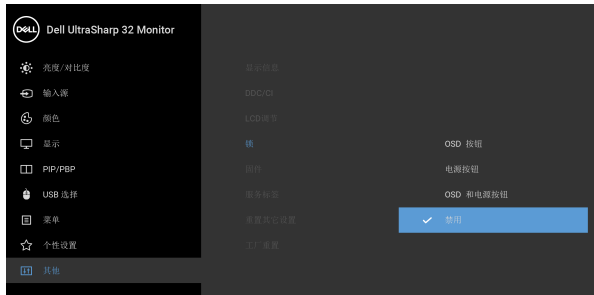 DELL Dell UltraSharp 32 Monitor
亮度/对比度
输入源
颜色
显示
PIP/PBP
USB 选择
菜单
个性设置
其他
显示信息
DDC/CI
LCD调节
锁
固件
服务标签
重置其它设置
工厂重置
OSD 按钮
电源按钮
OSD 和电源按钮
禁用